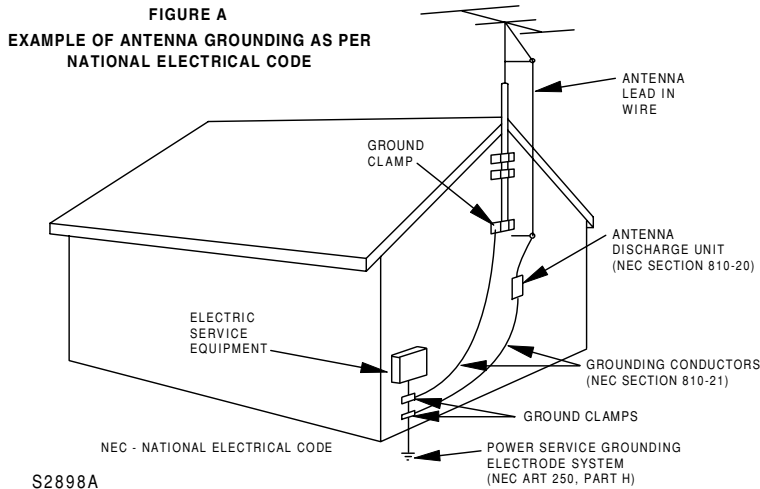 FIGURE A
EXAMPLE OF ANTENNA GROUNDING AS PER
NATIONAL ELECTRICAL CODE
ANTENNA
LEAD IN
WIRE
GROUND
CLAMP
ANTENNA
DISCHARGE UNIT
(NEC SECTION 810-20)
ELECTRIC
SERVICE
EQUIPMENT
GROUNDING CONDUCTORS
(NEC SECTION 810-21)
GROUND CLAMPS
NEC - NATIONAL ELECTRICAL CODE
POWER SERVICE GROUNDING
ELECTRODE SYSTEM
(NEC ART 250, PART H)
S2898A